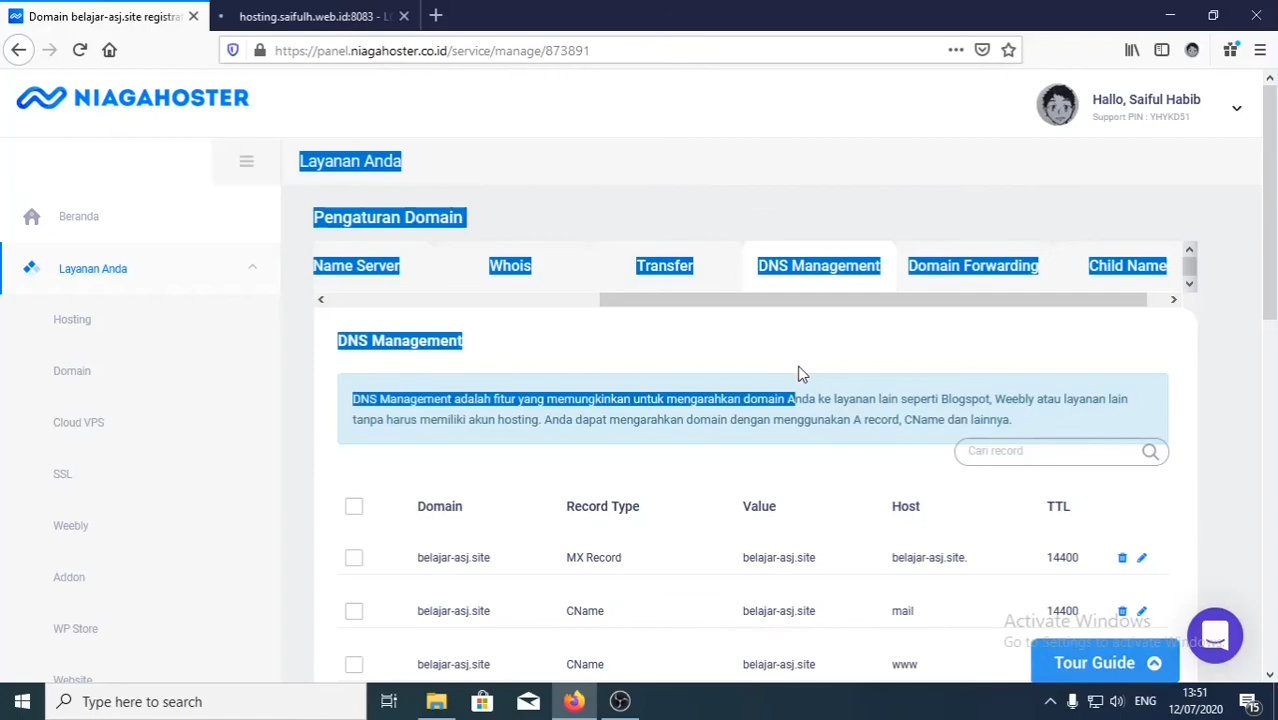 Domain belajar-asj.site registra
hosting.saifulh.web.id:8083 - L
https://panel.niagahoster.co.id/service/manage/873891
NIAGAHOSTER
Hallo, Saiful Habib
Support PIN : YHYKD51
Layanan Anda
Beranda
Layanan Anda
Hosting
Domain
Cloud VPS
SSL
Weebly
Addon
WP Store
Website
Pengaturan Domain
Name Server Whois Transfer DNS Management Domain Forwarding Child Name
DNS Management
DNS Management adalah fitur yang memungkinkan untuk mengarahkan domain Anda ke layanan lain seperti Blogspot, Weebly atau layanan lain
tanpa harus memiliki akun hosting. Anda dapat mengarahkan domain dengan menggunakan A record, CName dan lainnya.
Cari record
Domain Record Type Value Host TTL
belajar-asj.site MX Record belajar-asj.site belajar-asj.site. 14400
belajar-asj.site CName belajar-asj.site mail 14400
belajar-asj.site CName belajar-asj.site www
Activate Windows
Go to Settings to activate Windows.
Tour Guide
Type here to search
ENG
13:51
12/07/2020
15